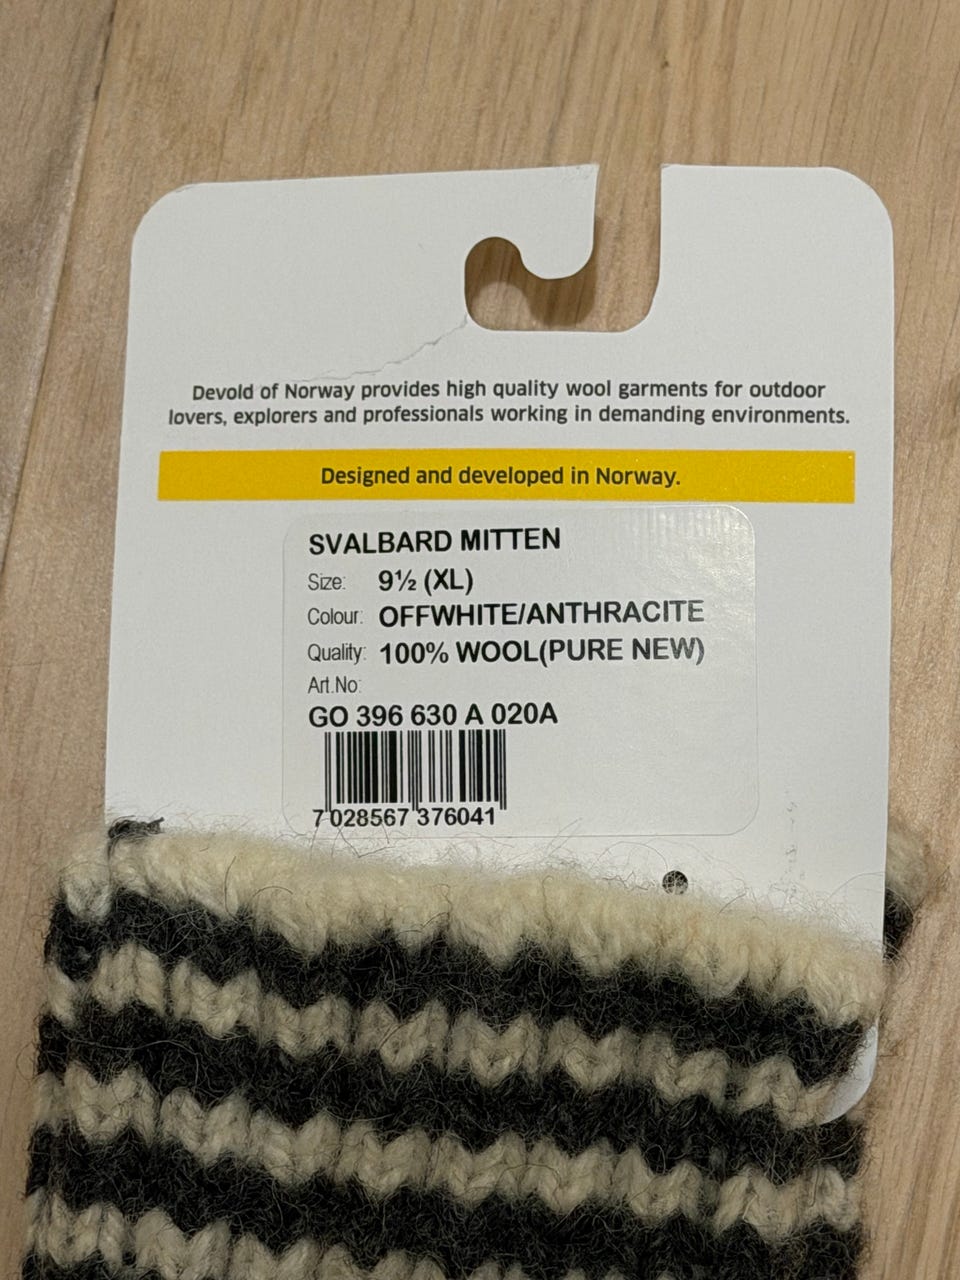 Devold of Norway provides high quality wool garments for outdoor
lovers, explorers and professionals working in demanding environments.
Designed and developed in Norway.
SVALBARD MITTEN
Size: 9½ (XL)
Colour: OFFWHITE/ANTHRACITE
Quality: 100% WOOL(PURE NEW)
Art.No:
GO 396 630 A 020A
7 028567 376041